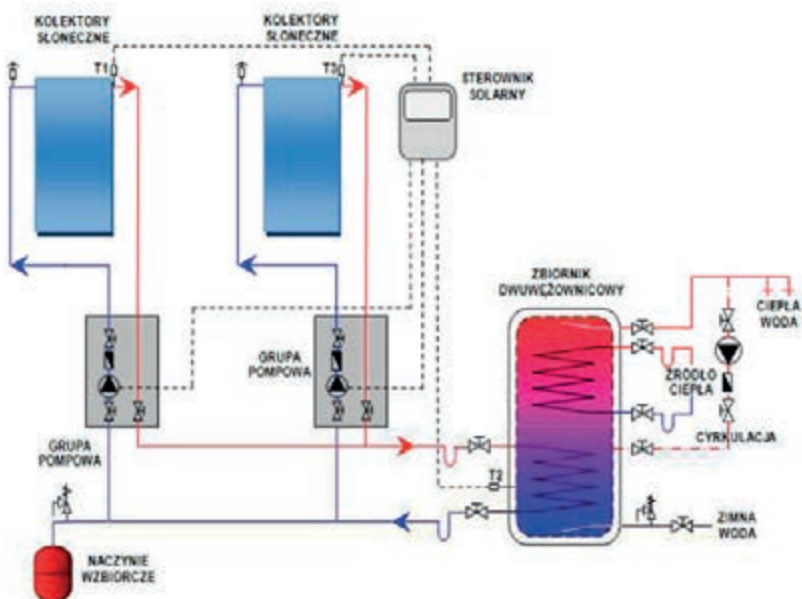 KOLEKTORY
SŁONECZNE
KOLEKTORY
SŁONECZNE
T1
T3
STEROWNIK
SOLARNY
ZBIORNIK
DWUWĘŻOWNICOWY
CIEPŁA
WODA
GRUPA
POMPOWA
ŹRÓDŁO
CIEPŁA
CYRKULACJA
GRUPA
POMPOWA
T2
ZIMNA
WODA
NACZYNIE
WZBIORCZE